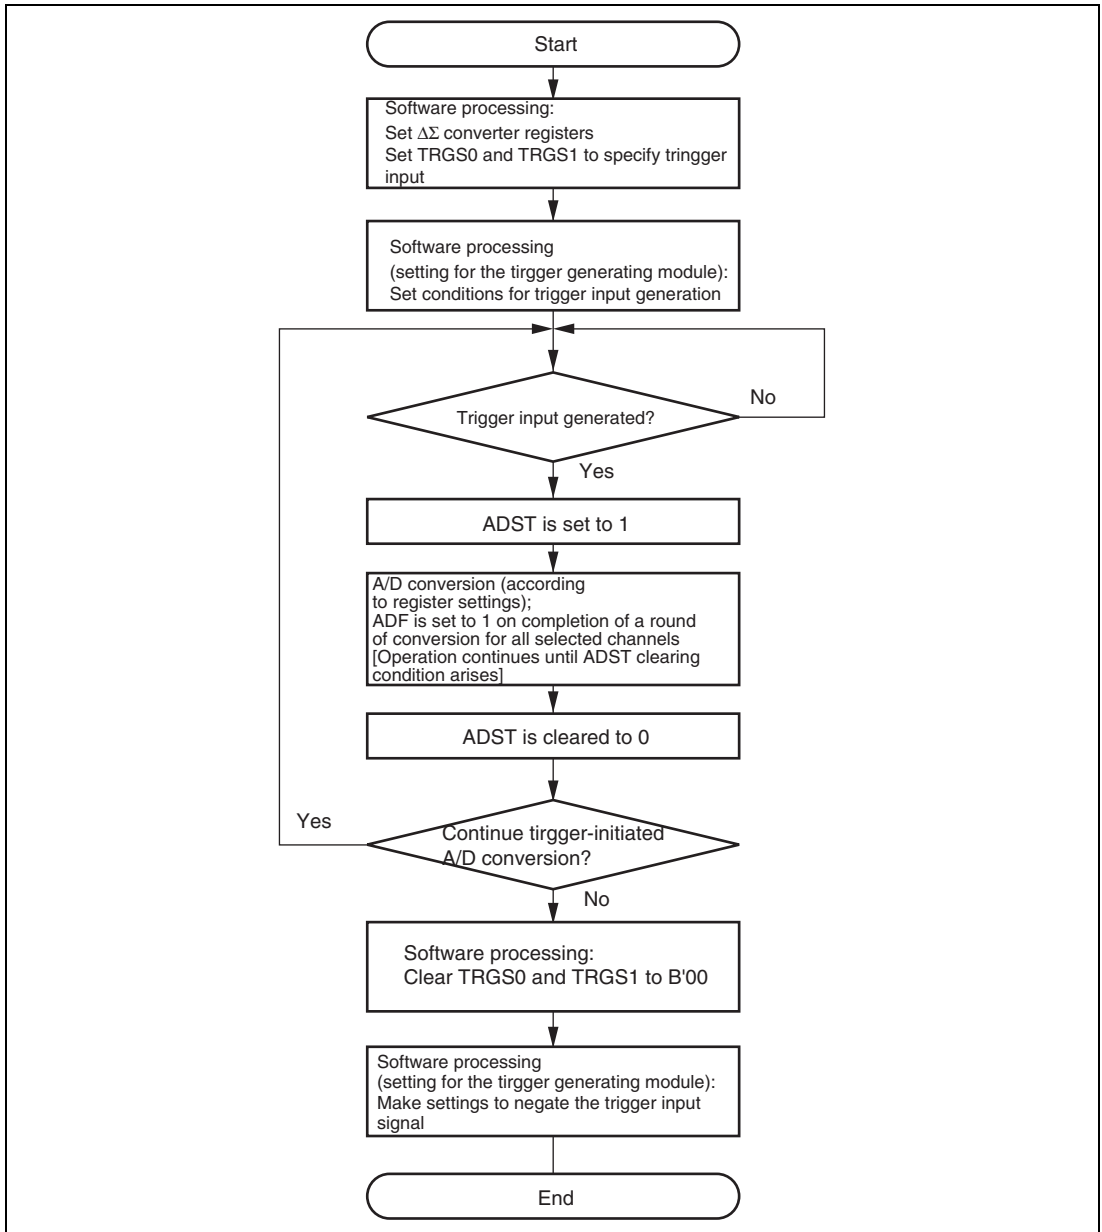 Start
Software processing:
Set ΔΣ converter registers
Set TRGS0 and TRGS1 to specify tringger
input
Software processing
(setting for the tirgger generating module):
Set conditions for trigger input generation
Trigger input generated?
No
Yes
ADST is set to 1
A/D conversion (according
to register settings);
ADF is set to 1 on completion of a round
of conversion for all selected channels
[Operation continues until ADST clearing
condition arises]
ADST is cleared to 0
Yes
Continue tirgger-initiated
A/D conversion?
No
Software processing:
Clear TRGS0 and TRGS1 to B'00
Software processing
(setting for the tirgger generating module):
Make settings to negate the trigger input
signal
End